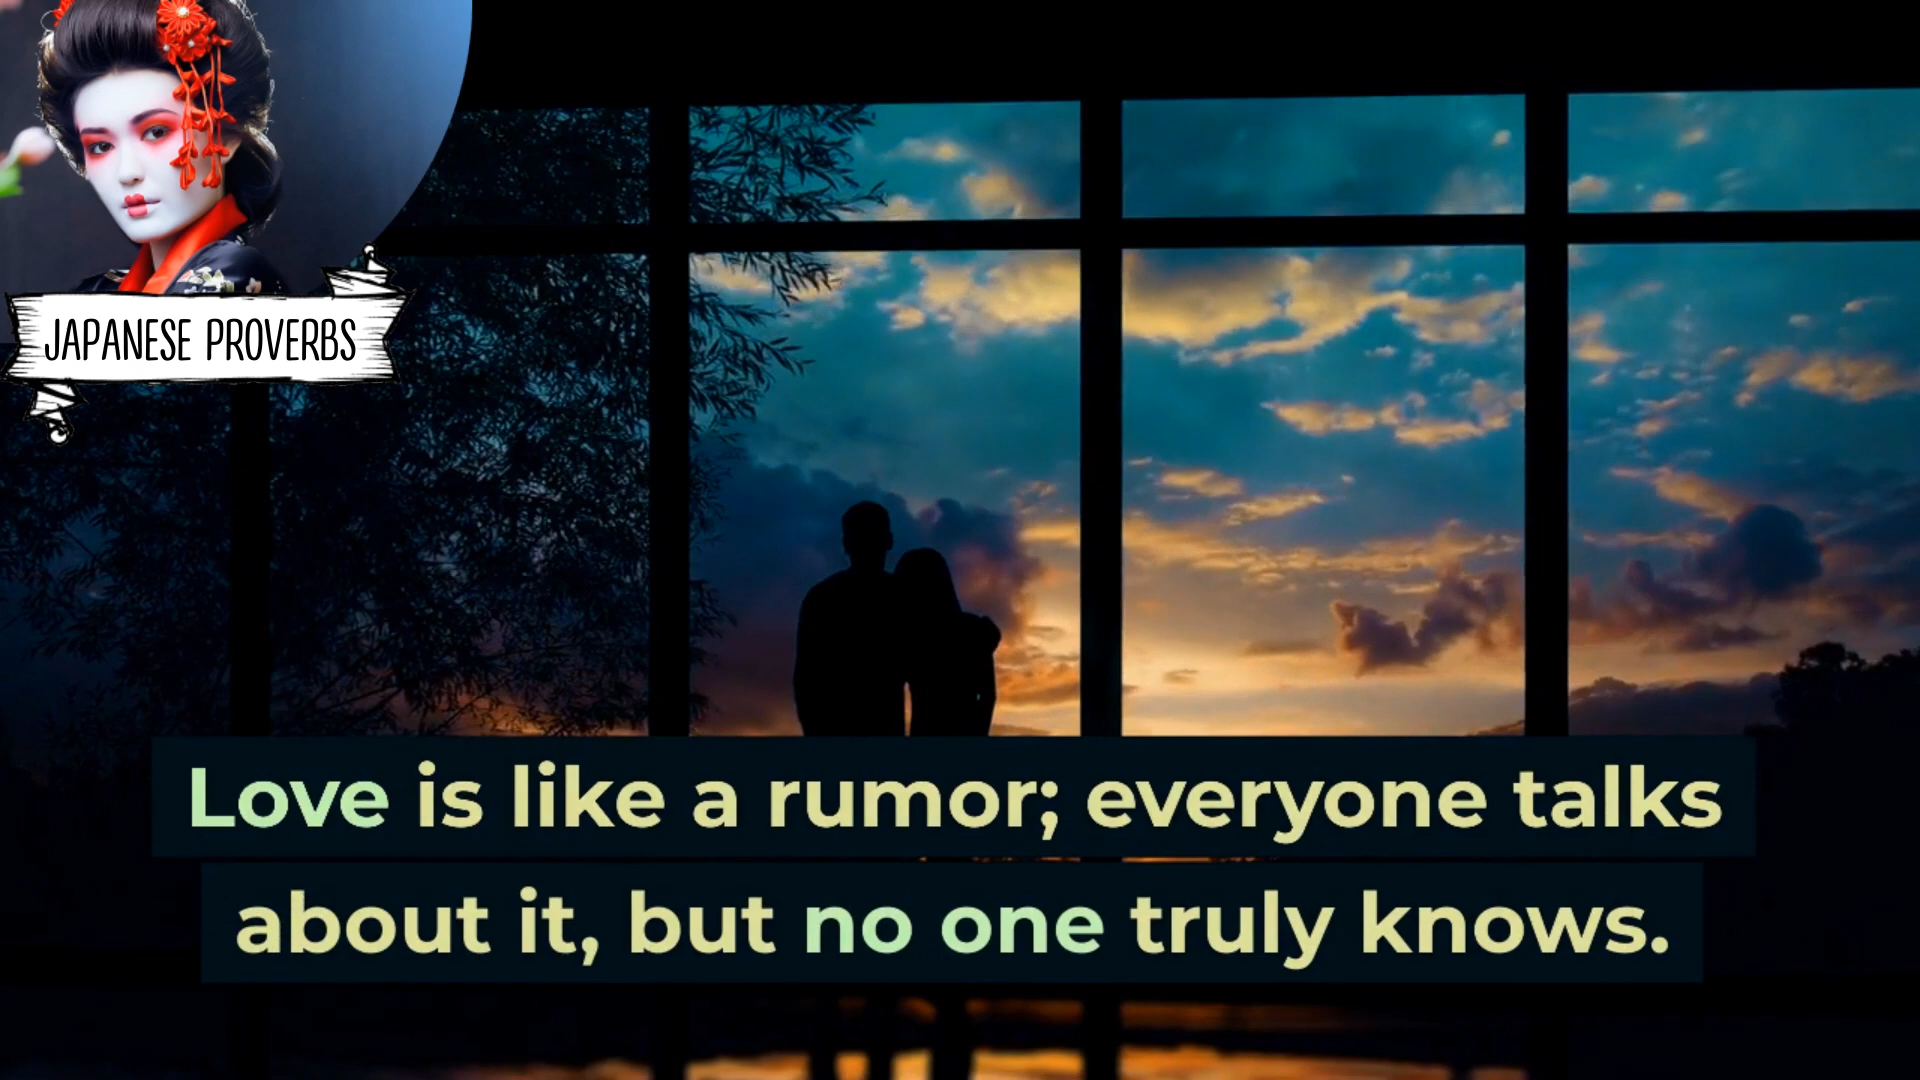 JAPANESE PROVERBS
Love is like a rumor; everyone talks
about it, but no one truly knows.